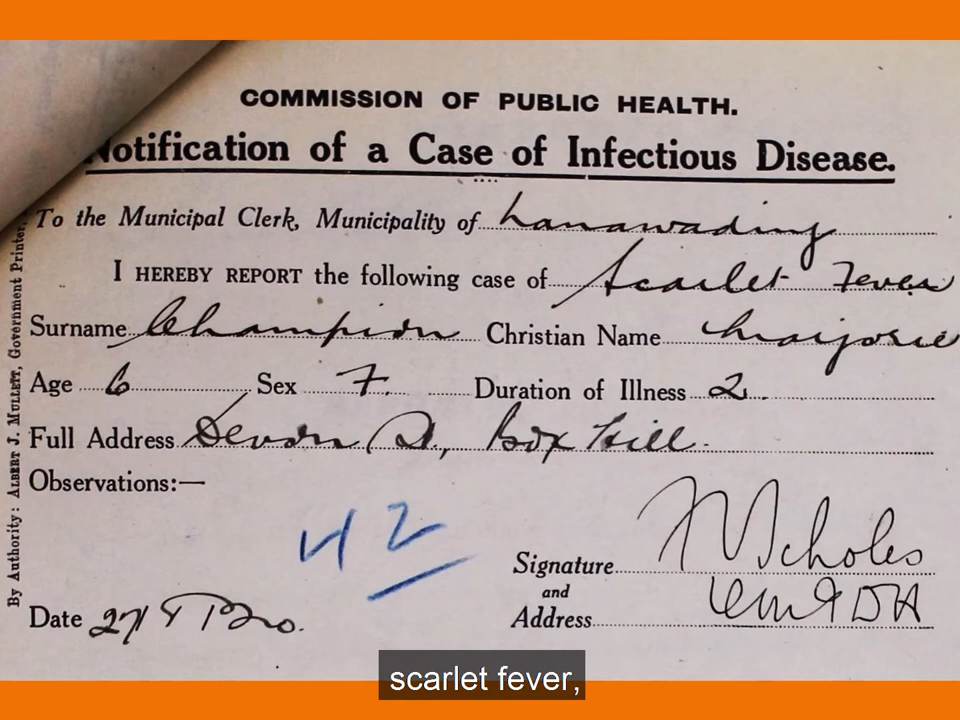 COMMISSION OF PUBLIC HEALTH.
Notification of a Case of Infectious Disease.
To the Municipal Clerk, Municipality of
I HEREBY REPORT the following case of Scarlet Fever
Surname Champion Christian Name Marjorie
Age 6 Sex F. Duration of Illness 2
Full Address Devon St, Box Hill.
Observations:—
42
Signature Scholes
and
Address
Date 27
By Authority: ALBERT J. MULLETT, Government Printer,
scarlet fever,